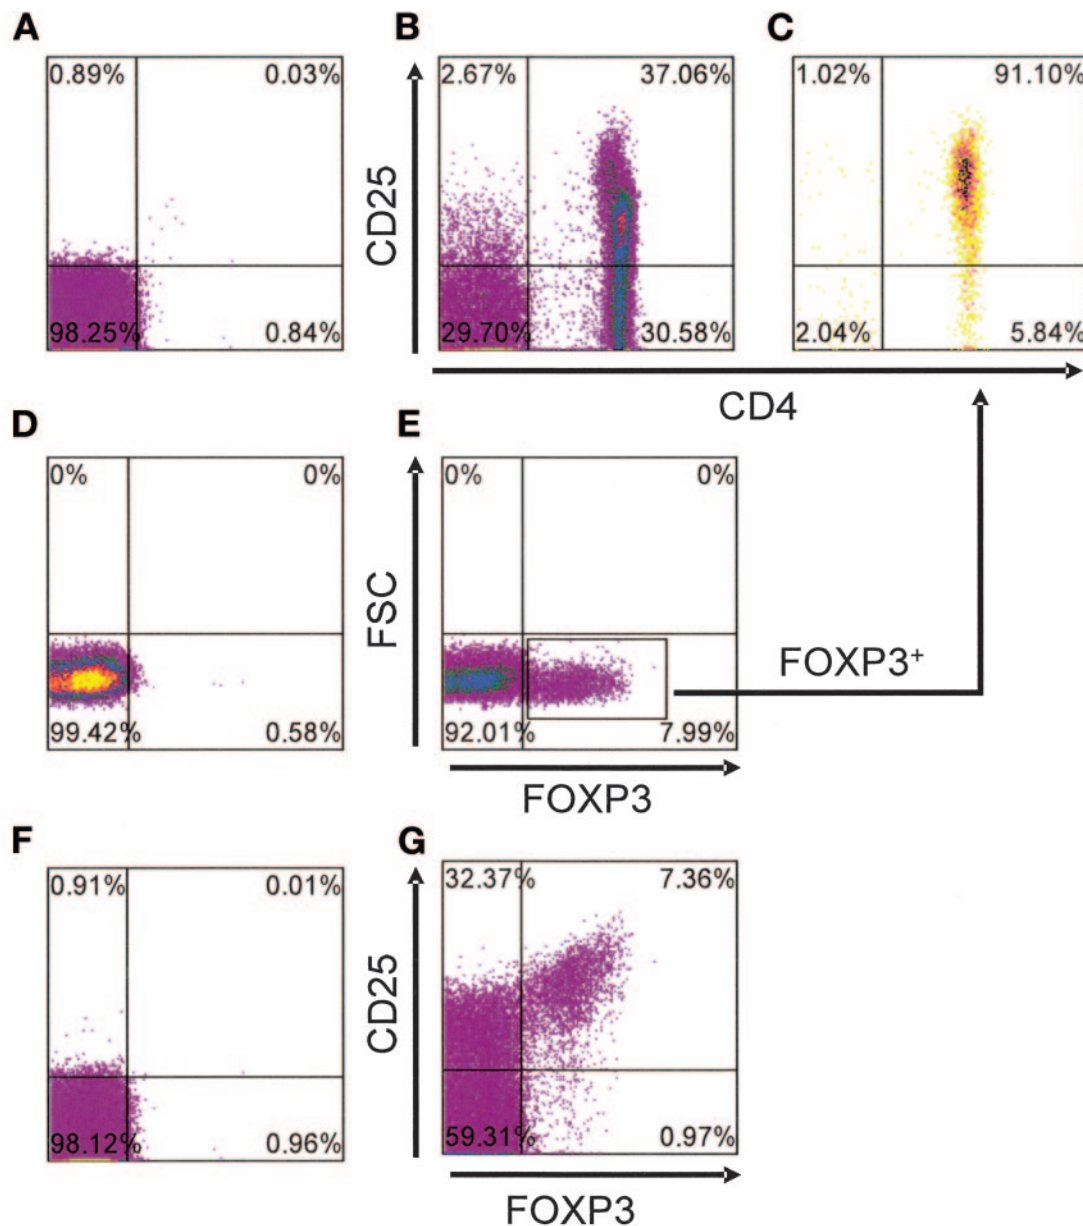 A
B
C
0.89%
0.03%
2.67%
37.06%
1.02%
91.10%
CD25
98.25%
0.84%
29.70%
30.58%
2.04%
5.84%
CD4
D
E
0%
0%
0%
0%
FSC
FOXP3+
99.42%
0.58%
92.01%
7.99%
FOXP3
F
G
0.91%
0.01%
32.37%
7.36%
CD25
98.12%
0.96%
59.31%
0.97%
FOXP3